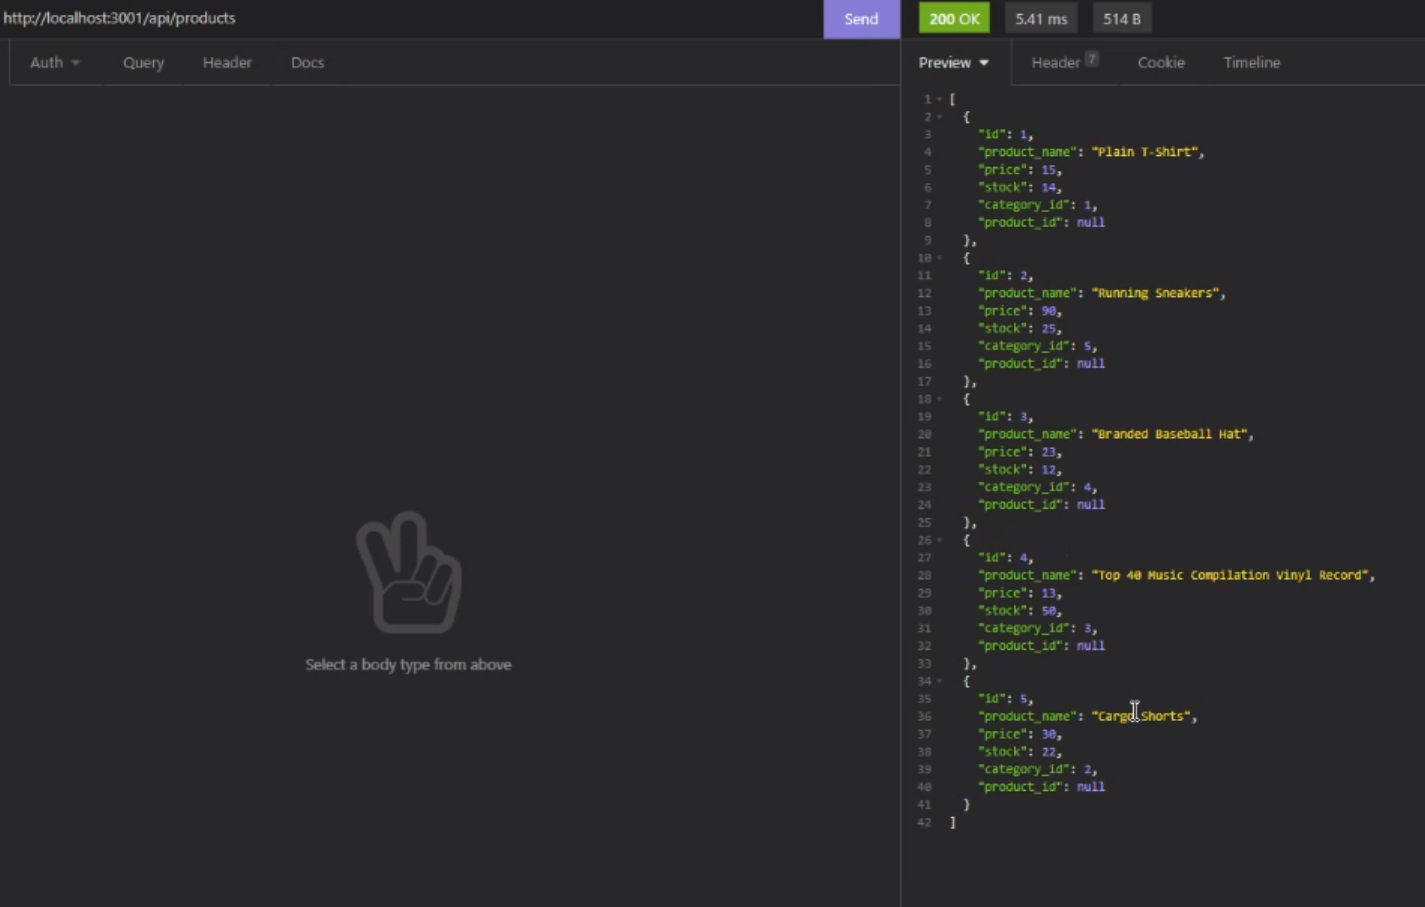 http://localhost:3001/api/products
Send
200 OK
5.41 ms
514 B
Auth
Query
Header
Docs
Preview
Header 7
Cookie
Timeline
1 [
2 {
3 "id": 1,
4 "product_name": "Plain T-Shirt",
5 "price": 15,
6 "stock": 14,
7 "category_id": 1,
8 "product_id": null
9 },
10 {
11 "id": 2,
12 "product_name": "Running Sneakers",
13 "price": 90,
14 "stock": 25,
15 "category_id": 5,
16 "product_id": null
17 },
18 {
19 "id": 3,
20 "product_name": "Branded Baseball Hat",
21 "price": 23,
22 "stock": 12,
23 "category_id": 4,
24 "product_id": null
25 },
26 {
27 "id": 4,
28 "product_name": "Top 40 Music Compilation Vinyl Record",
29 "price": 13,
30 "stock": 50,
31 "category_id": 3,
32 "product_id": null
33 },
34 {
35 "id": 5,
36 "product_name": "Cargo Shorts",
37 "price": 30,
38 "stock": 22,
39 "category_id": 2,
40 "product_id": null
41 }
42 ]
Select a body type from above